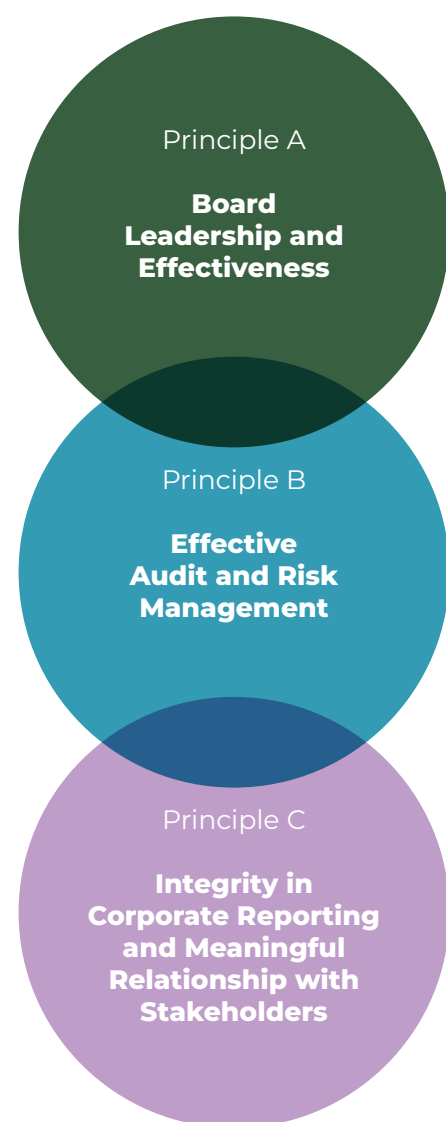 Principle A
Board
Leadership and
Effectiveness
Principle B
Effective
Audit and Risk
Management
Principle C
Integrity in
Corporate Reporting
and Meaningful
Relationship with
Stakeholders